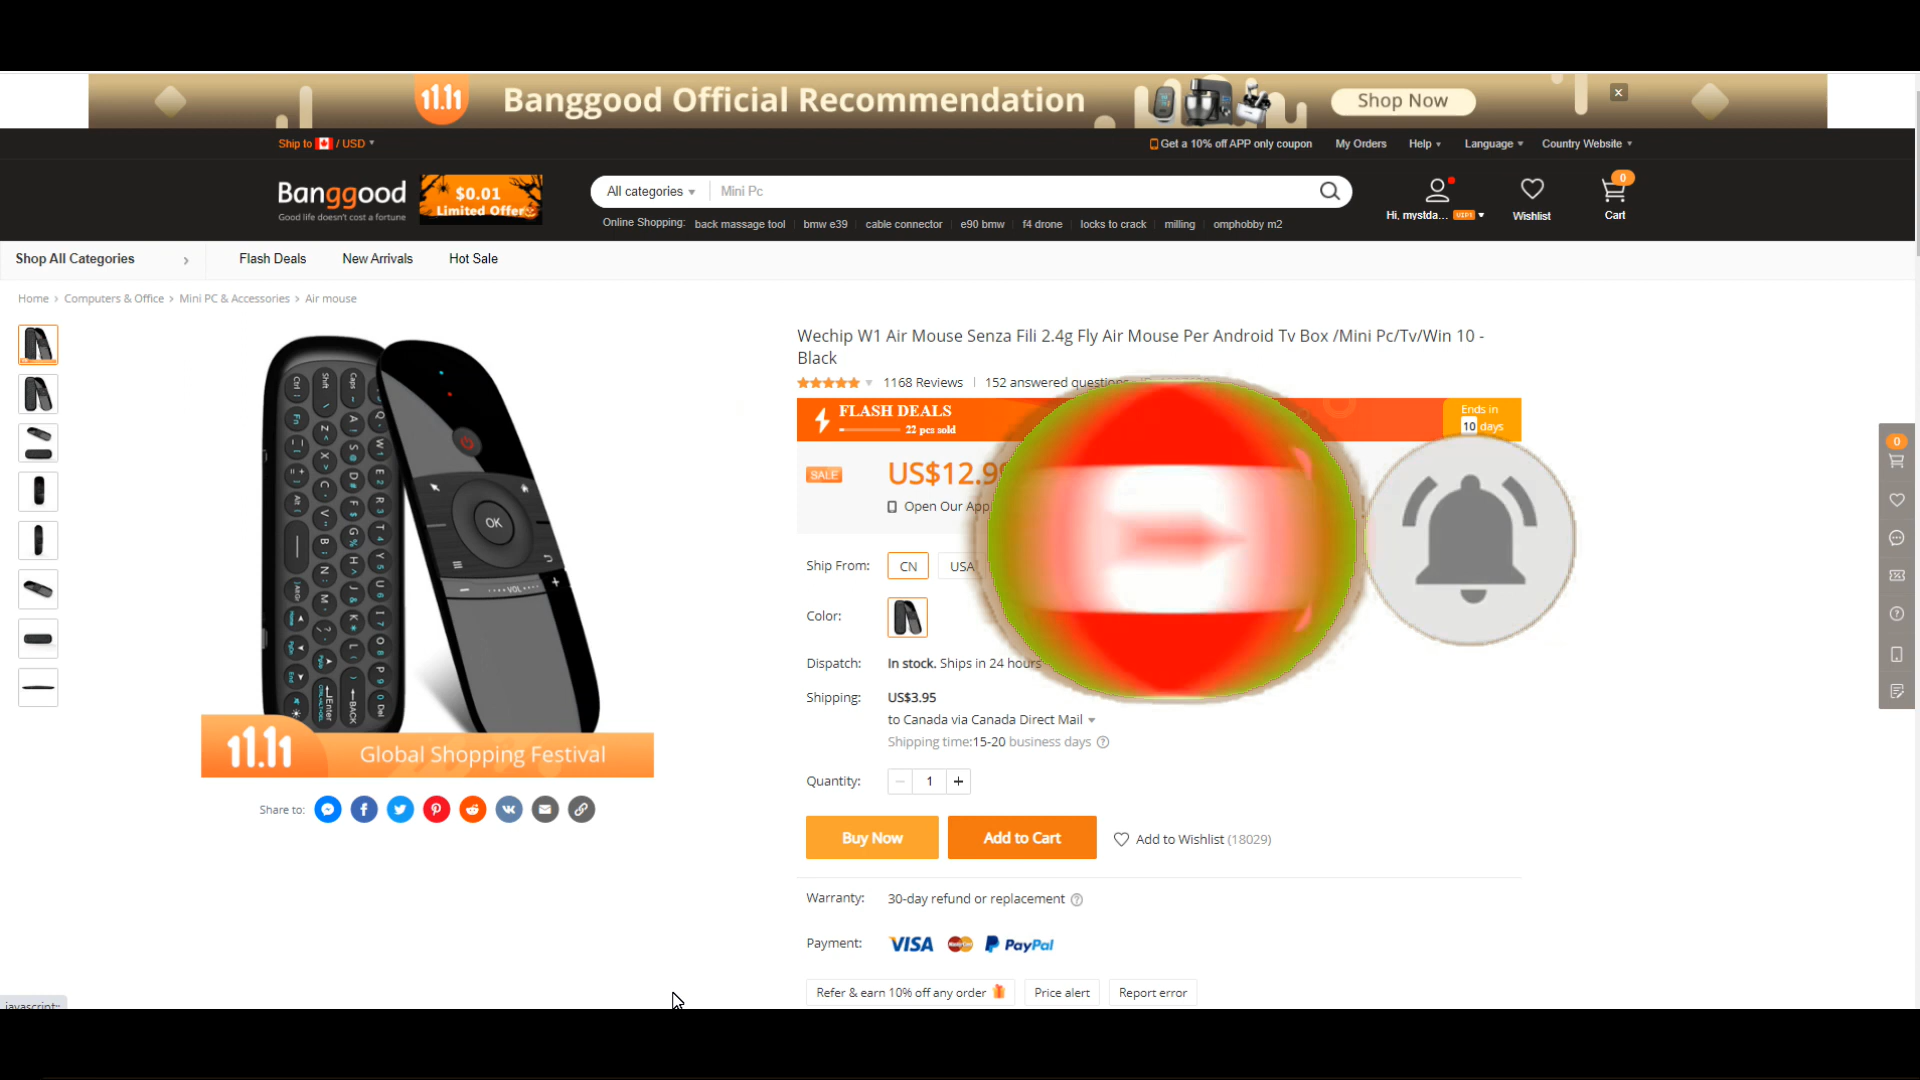 11.11 Banggood Official Recommendation Shop Now
Ship to / USD
Get a 10% off APP only coupon My Orders Help Language Country Website
Banggood
Good life doesn't cost a fortune
$0.01
Limited Offer
All categories Mini Pc
Hi, mystda... VIP1 Wishlist 0 Cart
Online Shopping: back massage tool bmw e39 cable connector e90 bmw f4 drone locks to crack milling omphobby m2
Shop All Categories Flash Deals New Arrivals Hot Sale
Home > Computers & Office > Mini PC & Accessories > Air mouse
Wechip W1 Air Mouse Senza Fili 2.4g Fly Air Mouse Per Android Tv Box /Mini Pc/Tv/Win 10 -
Black
1168 Reviews 152 answered questions
FLASH DEALS
22 pcs sold
Ends in
10 days
SALE US$12.9
Open Our App
Ship From: CN USA
Color:
Dispatch: In stock. Ships in 24 hours
Shipping: US$3.95
to Canada via Canada Direct Mail
Shipping time:15-20 business days
Quantity: 1
Buy Now Add to Cart Add to Wishlist (18029)
Warranty: 30-day refund or replacement
Payment: VISA MasterCard PayPal
Refer & earn 10% off any order Price alert Report error
OK
VOL
11.11 Global Shopping Festival
Share to:
0